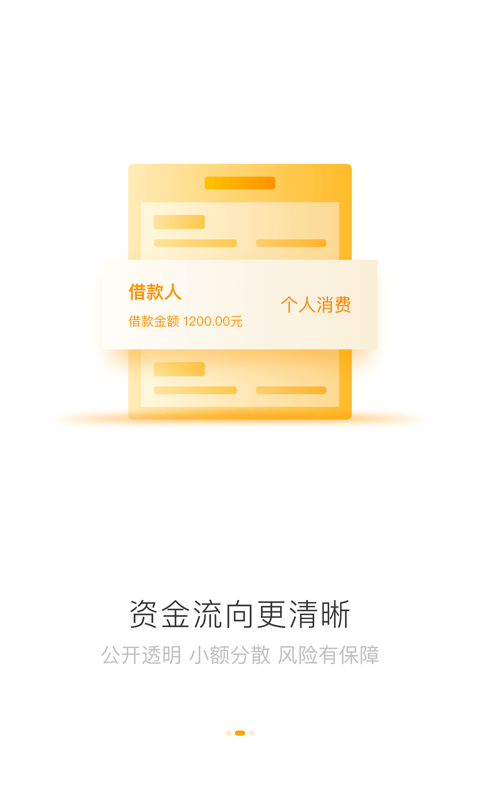 借款人
借款金额 1200.00元
个人消费
资金流向更清晰
公开透明 小额分散 风险有保障